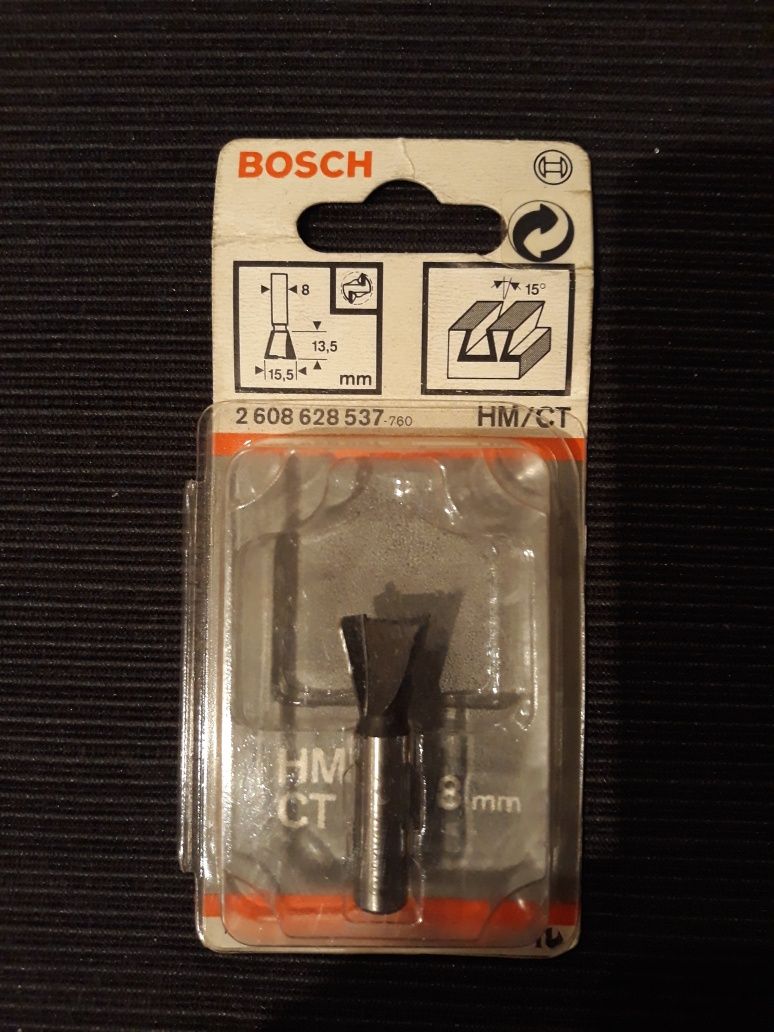 BOSCH
8
15°
13,5
15,5
mm
2 608 628 537-760
HM/CT
HM
CT
8 mm